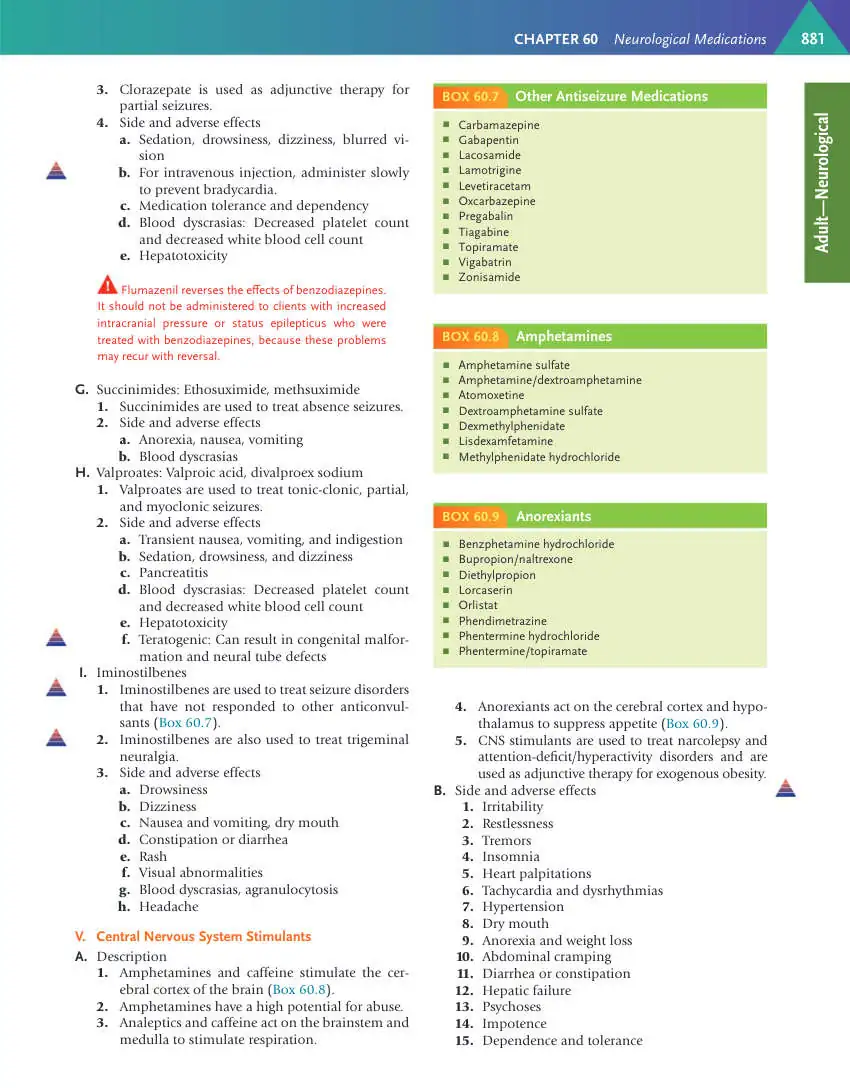 CHAPTER 60 Neurological Medications 881
3. Clorazepate is used as adjunctive therapy for
partial seizures.
4. Side and adverse effects
a. Sedation, drowsiness, dizziness, blurred vi-
sion
b. For intravenous injection, administer slowly
to prevent bradycardia.
c. Medication tolerance and dependency
d. Blood dyscrasias: Decreased platelet count
and decreased white blood cell count
e. Hepatotoxicity
Flumazenil reverses the effects of benzodiazepines.
It should not be administered to clients with increased
intracranial pressure or status epilepticus who were
treated with benzodiazepines, because these problems
may recur with reversal.
G. Succinimides: Ethosuximide, methsuximide
1. Succinimides are used to treat absence seizures.
2. Side and adverse effects
a. Anorexia, nausea, vomiting
b. Blood dyscrasias
H. Valproates: Valproic acid, divalproex sodium
1. Valproates are used to treat tonic-clonic, partial,
and myoclonic seizures.
2. Side and adverse effects
a. Transient nausea, vomiting, and indigestion
b. Sedation, drowsiness, and dizziness
c. Pancreatitis
d. Blood dyscrasias: Decreased platelet count
and decreased white blood cell count
e. Hepatotoxicity
f. Teratogenic: Can result in congenital malfor-
mation and neural tube defects
I. Iminostilbenes
1. Iminostilbenes are used to treat seizure disorders
that have not responded to other anticonvul-
sants (Box 60.7).
2. Iminostilbenes are also used to treat trigeminal
neuralgia.
3. Side and adverse effects
a. Drowsiness
b. Dizziness
c. Nausea and vomiting, dry mouth
d. Constipation or diarrhea
e. Rash
f. Visual abnormalities
g. Blood dyscrasias, agranulocytosis
h. Headache
V. Central Nervous System Stimulants
A. Description
1. Amphetamines and caffeine stimulate the cer-
ebral cortex of the brain (Box 60.8).
2. Amphetamines have a high potential for abuse.
3. Analeptics and caffeine act on the brainstem and
medulla to stimulate respiration.
BOX 60.7 Other Antiseizure Medications
■ Carbamazepine
■ Gabapentin
■ Lacosamide
■ Lamotrigine
■ Levetiracetam
■ Oxcarbazepine
■ Pregabalin
■ Tiagabine
■ Topiramate
■ Vigabatrin
■ Zonisamide
BOX 60.8 Amphetamines
■ Amphetamine sulfate
■ Amphetamine/dextroamphetamine
■ Atomoxetine
■ Dextroamphetamine sulfate
■ Dexmethylphenidate
■ Lisdexamfetamine
■ Methylphenidate hydrochloride
BOX 60.9 Anorexiants
■ Benzphetamine hydrochloride
■ Bupropion/naltrexone
■ Diethylpropion
■ Lorcaserin
■ Orlistat
■ Phendimetrazine
■ Phentermine hydrochloride
■ Phentermine/topiramate
4. Anorexiants act on the cerebral cortex and hypo-
thalamus to suppress appetite (Box 60.9).
5. CNS stimulants are used to treat narcolepsy and
attention-deficit/hyperactivity disorders and are
used as adjunctive therapy for exogenous obesity.
B. Side and adverse effects
1. Irritability
2. Restlessness
3. Tremors
4. Insomnia
5. Heart palpitations
6. Tachycardia and dysrhythmias
7. Hypertension
8. Dry mouth
9. Anorexia and weight loss
10. Abdominal cramping
11. Diarrhea or constipation
12. Hepatic failure
13. Psychoses
14. Impotence
15. Dependence and tolerance
Adult—Neurological